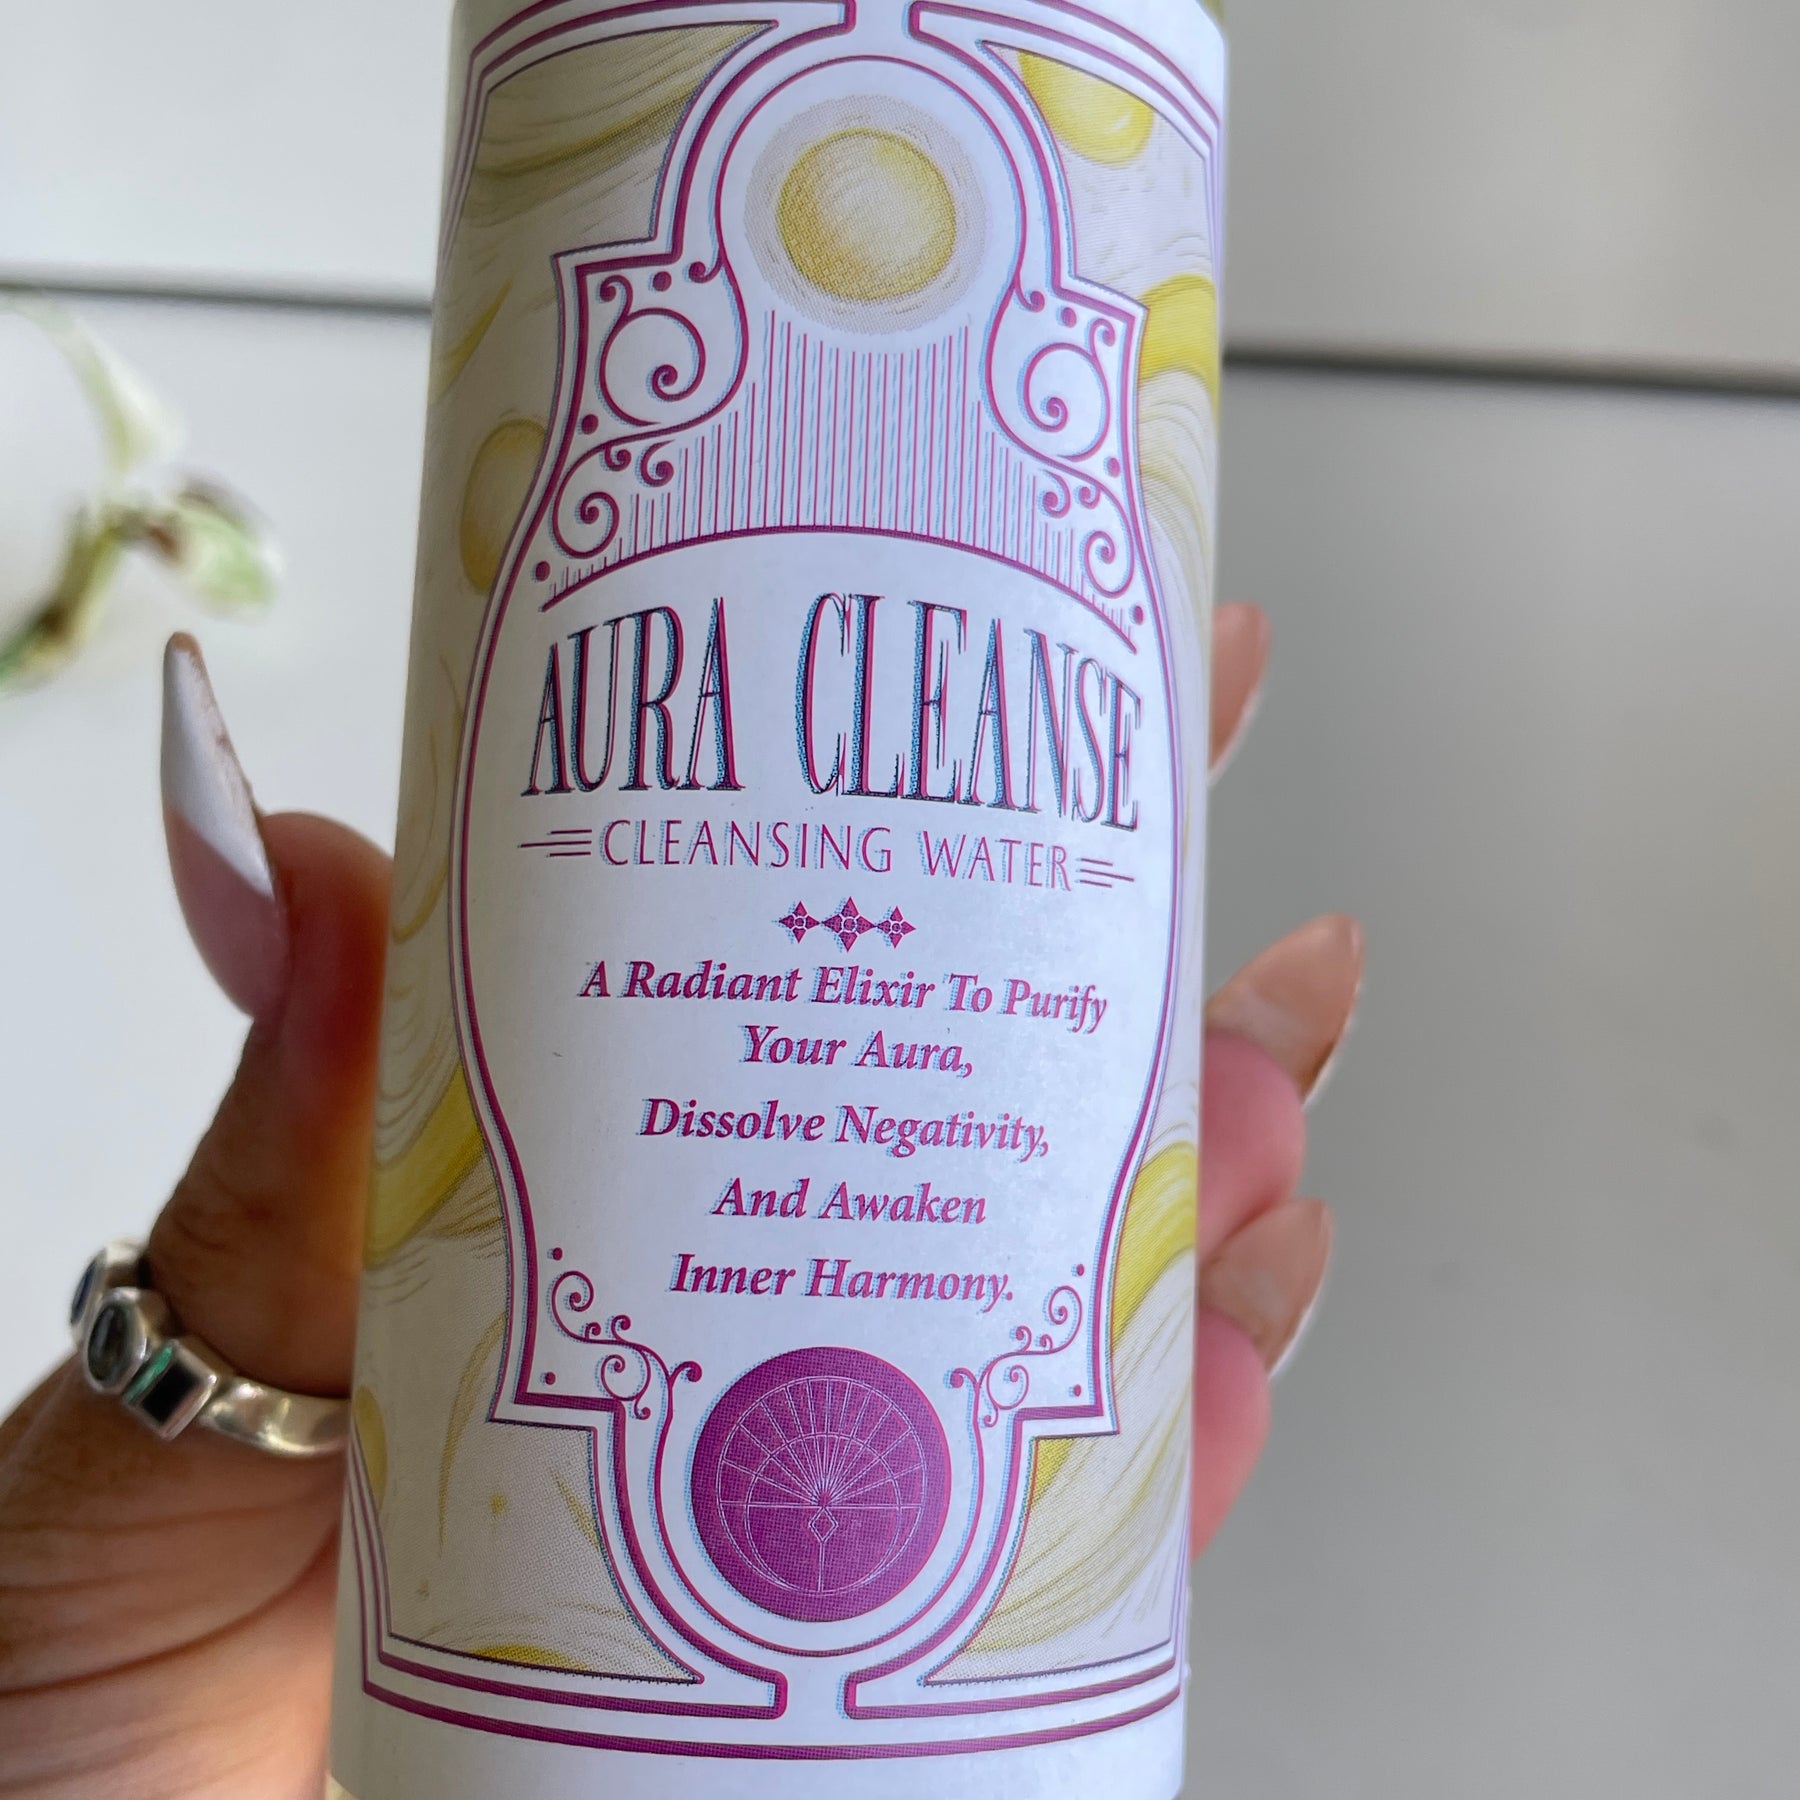 AURA CLEANSE
CLEANSING WATER
A Radiant Elixir To Purify
Your Aura,
Dissolve Negativity,
And Awaken
Inner Harmony.